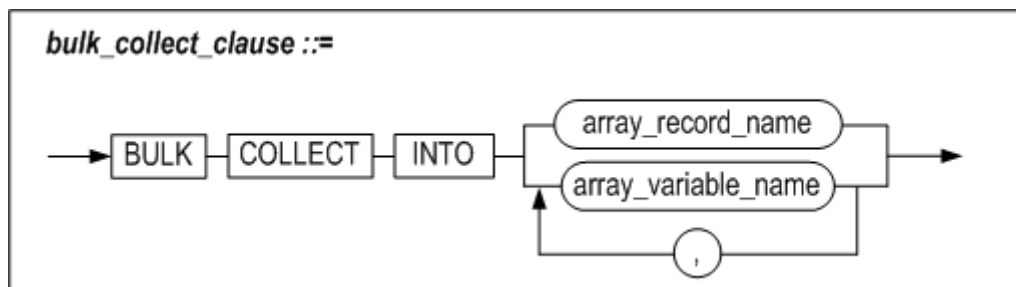 bulk_collect_clause ::=
array_record_name
BULK COLLECT INTO
array_variable_name
,